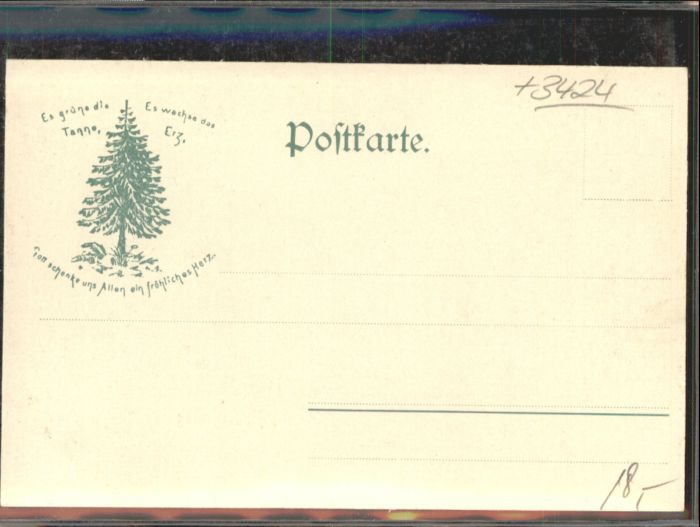 +3424
Es grüne die
Tanne,
Es wachse das
Erz,
Postkarte.
Gott schenke uns Allen ein fröhliches Herz.
18,-